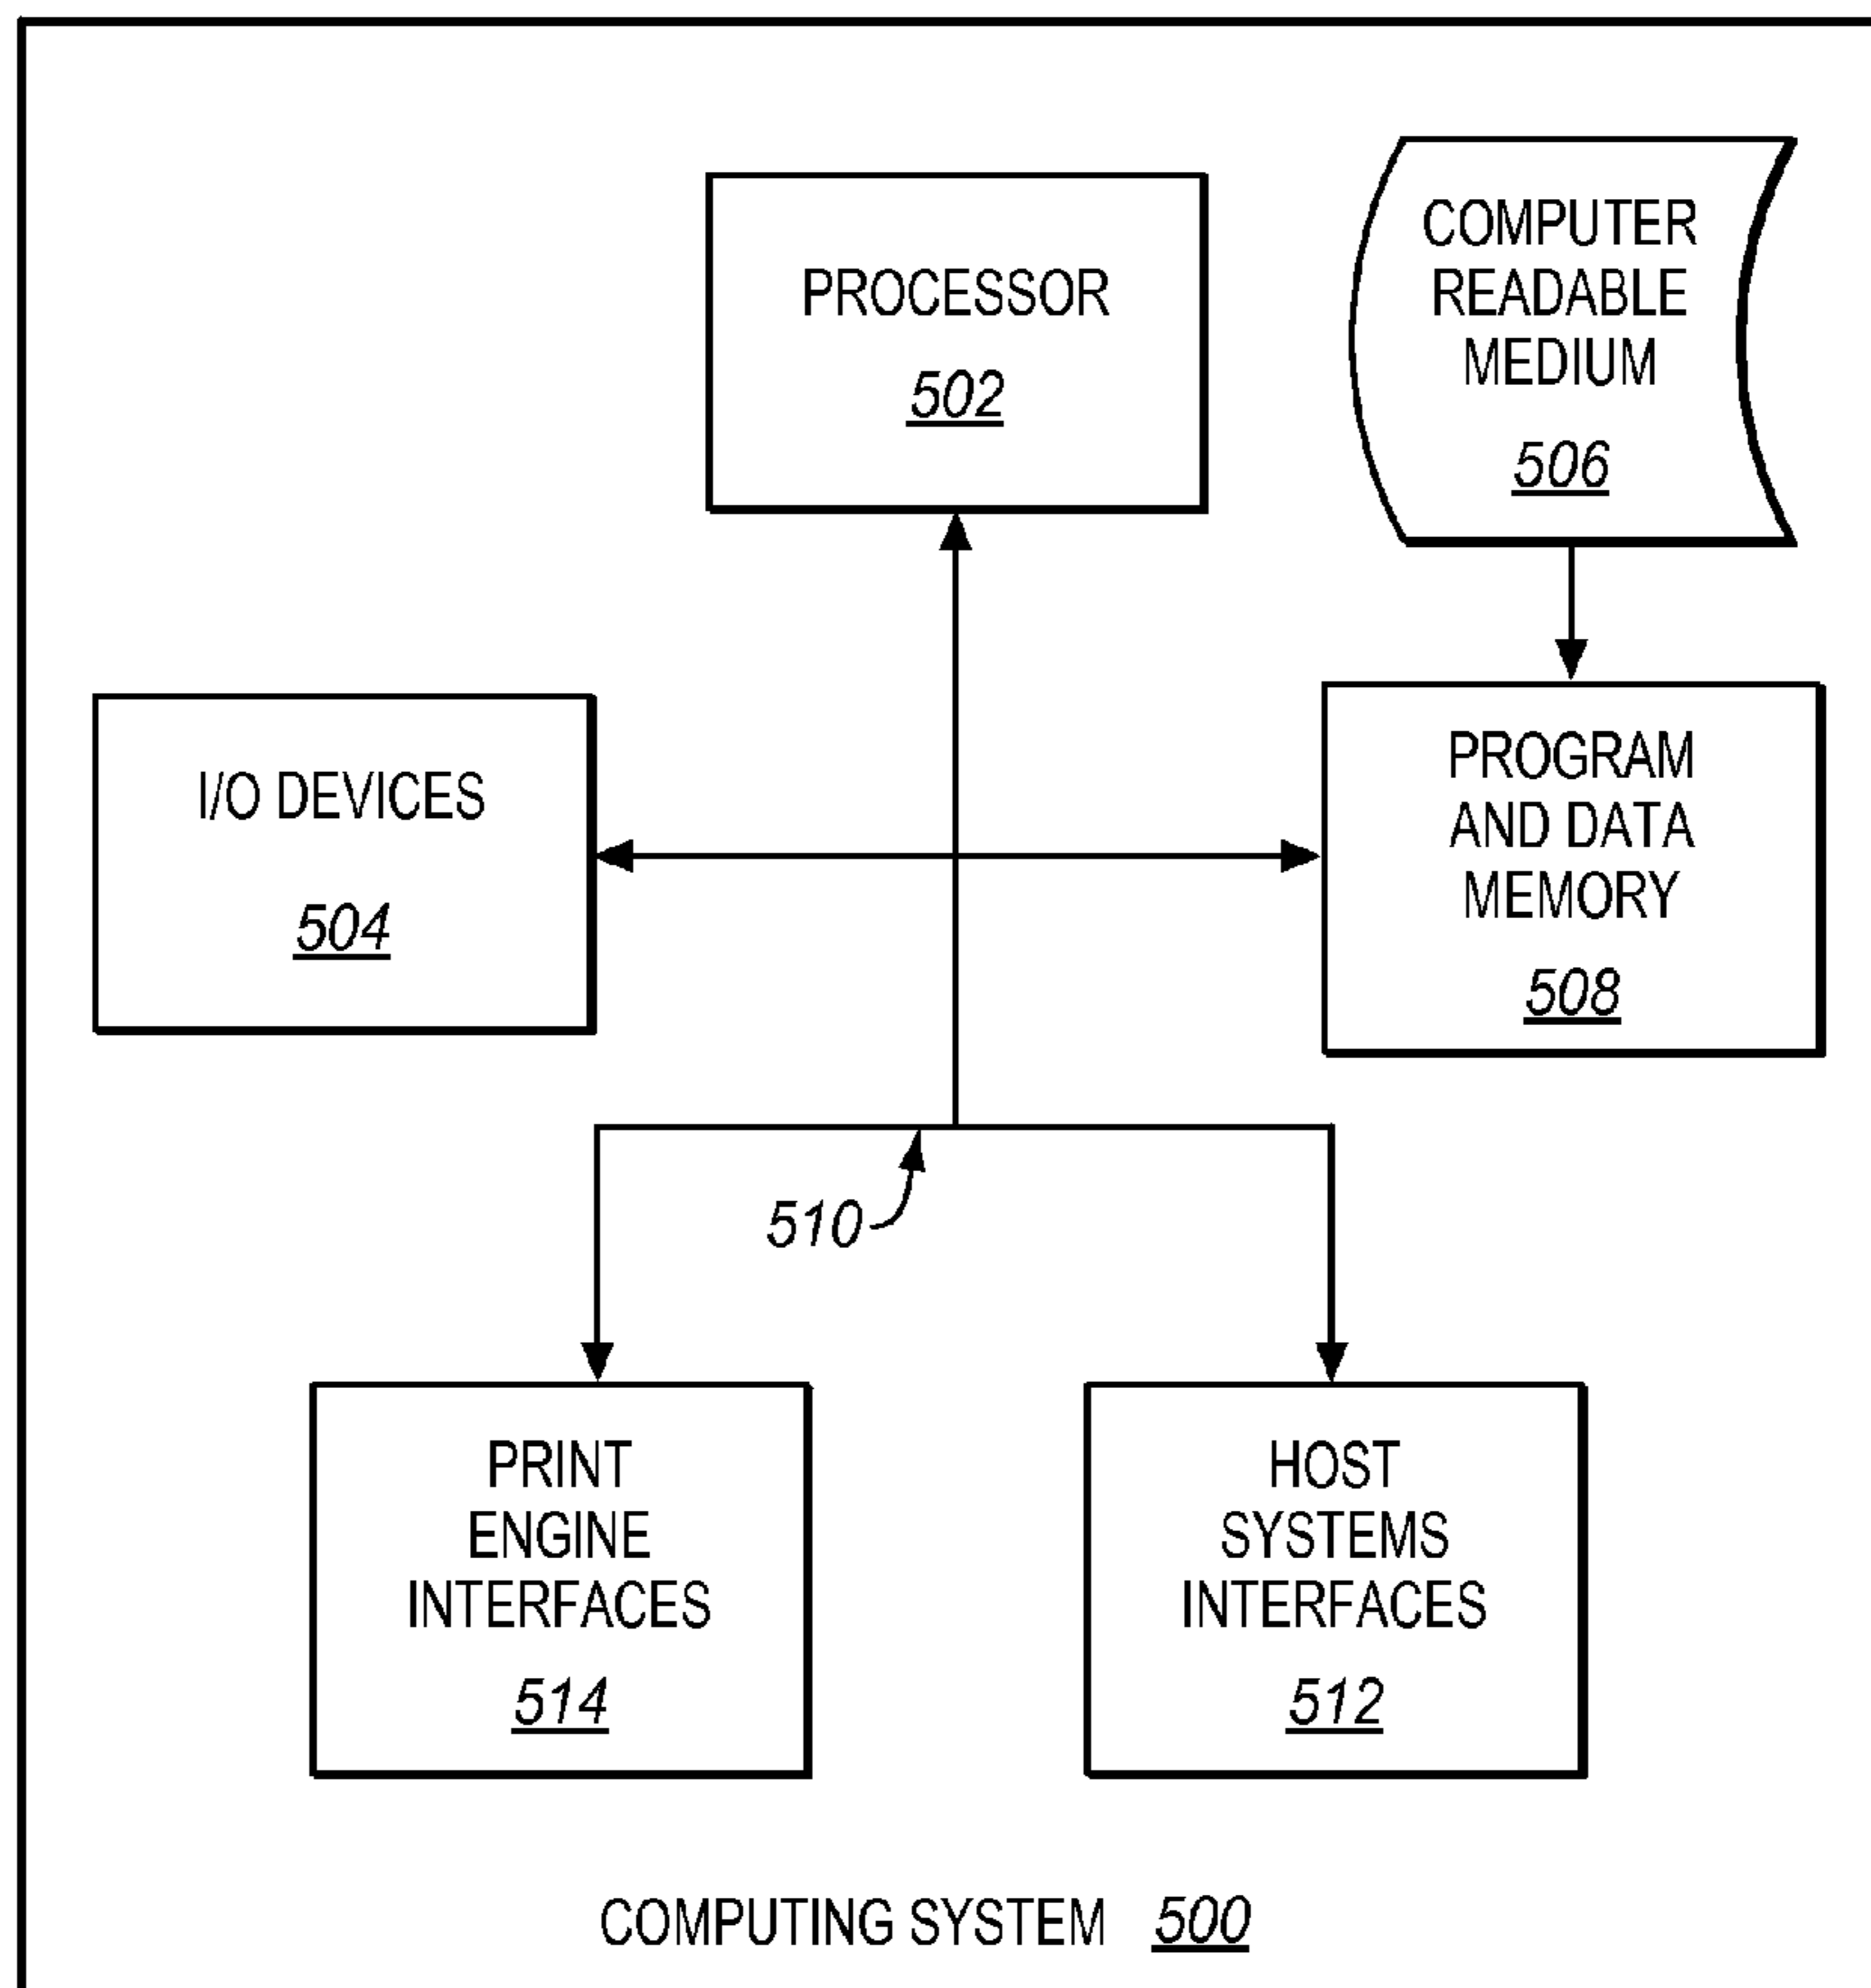 PROCESSOR
502
COMPUTER
READABLE
MEDIUM
506
I/O DEVICES
504
PROGRAM
AND DATA
MEMORY
508
510
PRINT
ENGINE
INTERFACES
514
HOST
SYSTEMS
INTERFACES
512
COMPUTING SYSTEM 500